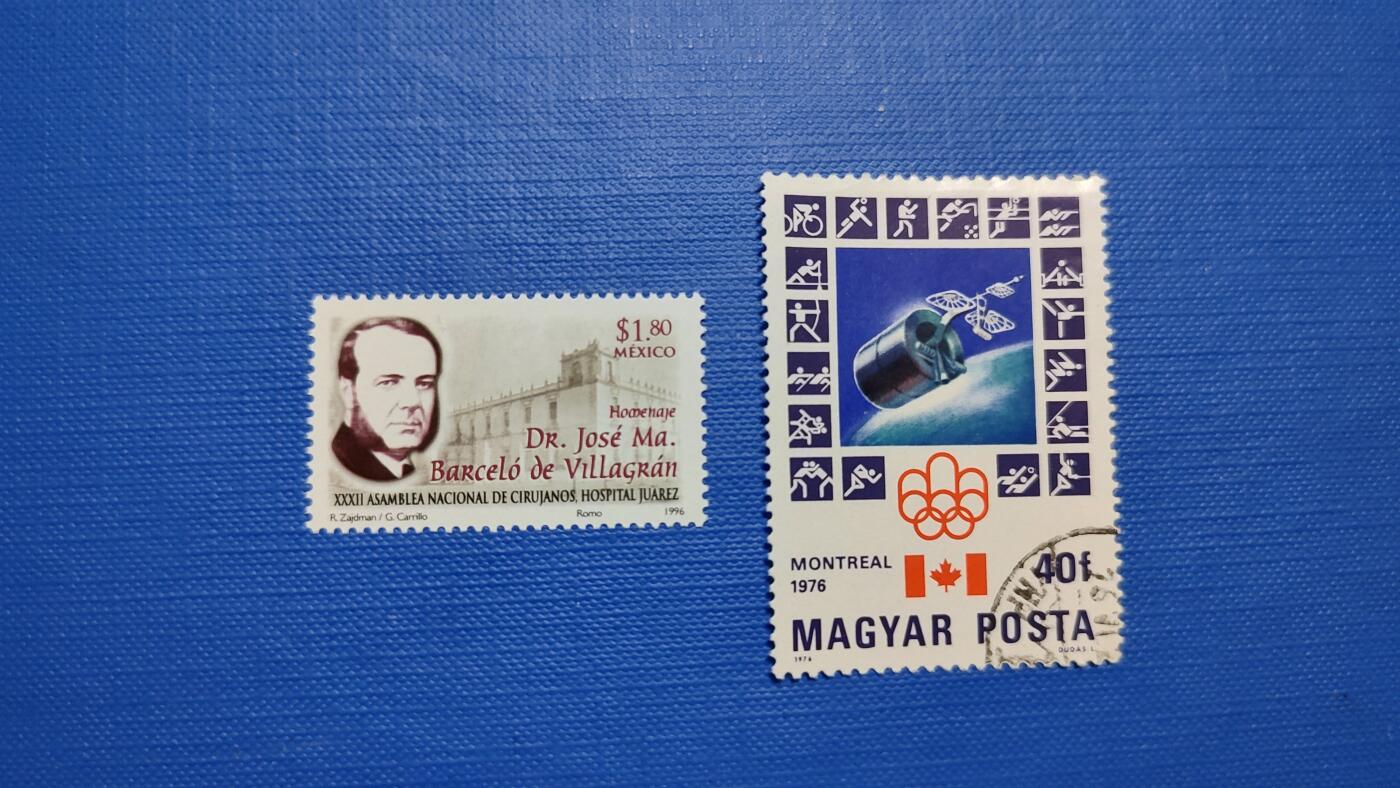 $1.80
MÉXICO
Homenaje
DR. JOSÉ MA.
BARCELÓ DE VILLAGRÁN
XXXII ASAMBLEA NACIONAL DE CIRUJANOS, HOSPITAL JUÁREZ
R. Zajdman / G. Carrillo Romo 1996
MONTREAL
1976
40f
MAGYAR POSTA
1976 DUDÁS L.